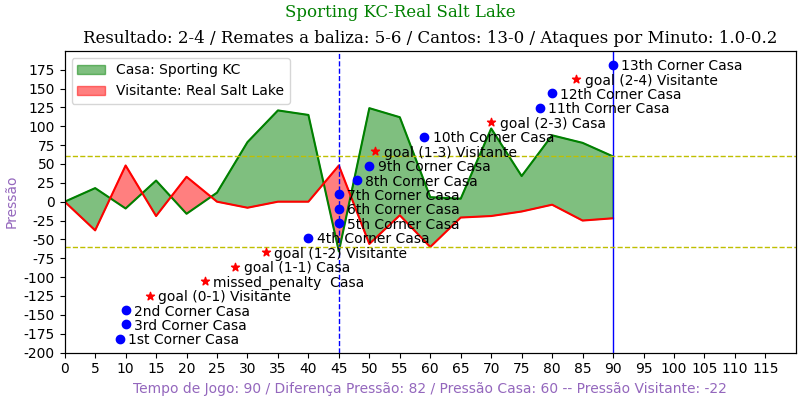 Sporting KC-Real Salt Lake
Resultado: 2-4 / Remates a baliza: 5-6 / Cantos: 13-0 / Ataques por Minuto: 1.0-0.2
Casa: Sporting KC
Visitante: Real Salt Lake
13th Corner Casa
goal (2-4) Visitante
12th Corner Casa
11th Corner Casa
goal (2-3) Casa
10th Corner Casa
goal (1-3) Visitante
9th Corner Casa
8th Corner Casa
7th Corner Casa
6th Corner Casa
5th Corner Casa
4th Corner Casa
goal (1-2) Visitante
goal (1-1) Casa
missed_penalty  Casa
goal (0-1) Visitante
2nd Corner Casa
3rd Corner Casa
1st Corner Casa
Pressão
175
150
125
100
75
50
25
0
-25
-50
-75
-100
-125
-150
-175
-200
0 5 10 15 20 25 30 35 40 45 50 55 60 65 70 75 80 85 90 95 100 105 110 115
Tempo de Jogo: 90 / Diferença Pressão: 82 / Pressão Casa: 60 -- Pressão Visitante: -22